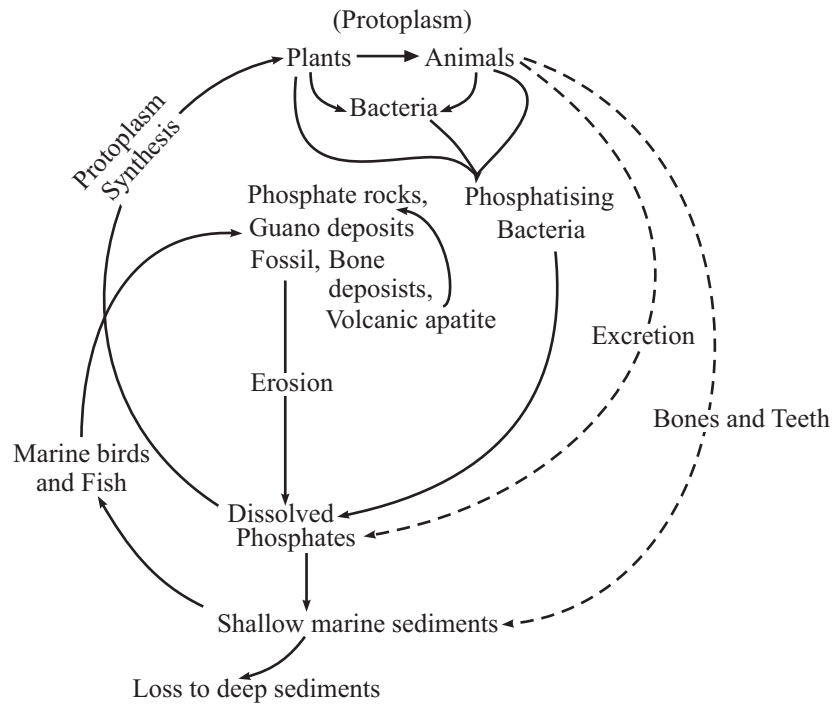 (Protoplasm)
Plants
Animals
Bacteria
Protoplasm
Synthesis
Phosphate rocks,
Guano deposits
Fossil, Bone
deposists,
Volcanic apatite
Phosphatising
Bacteria
Excretion
Erosion
Bones and Teeth
Marine birds
and Fish
Dissolved
Phosphates
Shallow marine sediments
Loss to deep sediments